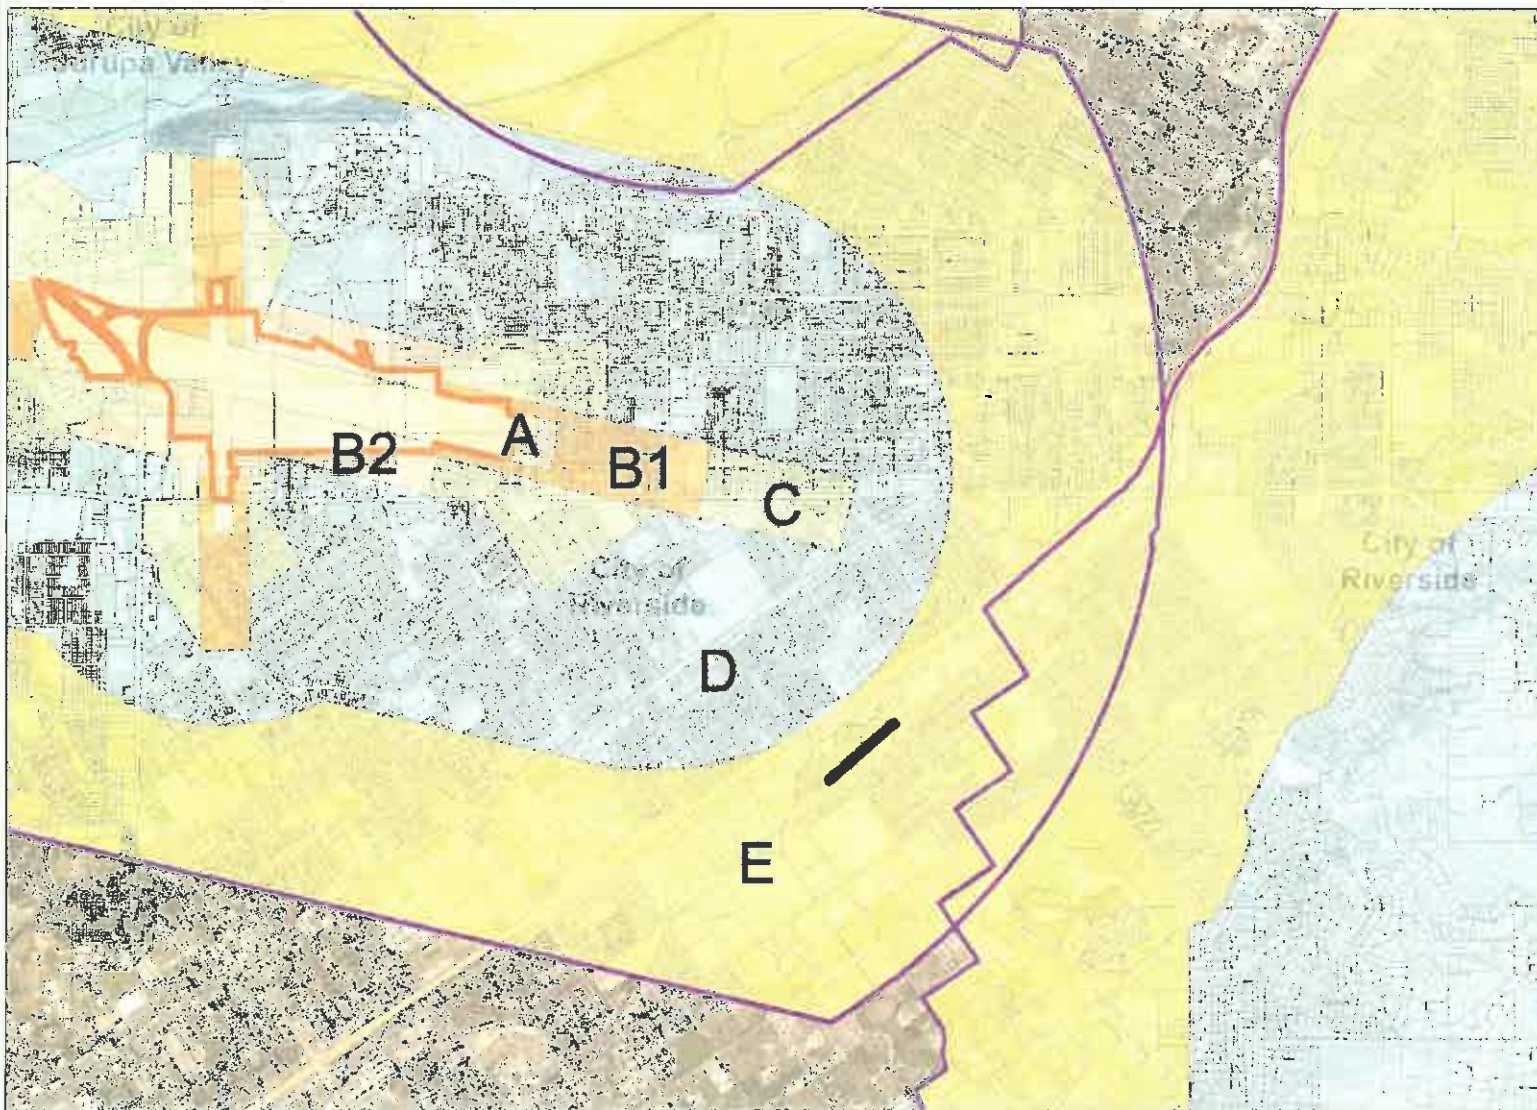 City of
Jurupa Valley
A
B2
B1
C
City of
Riverside
City of
Riverside
D
E